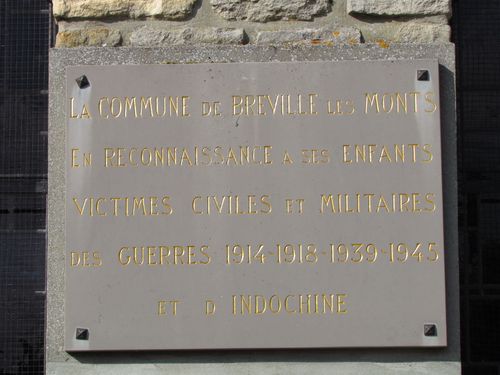 LA COMMUNE DE BREVILLE LES MONTS
EN RECONNAISSANCE A SES ENFANTS
VICTIMES CIVILES ET MILITAIRES
DES GUERRES 1914-1918-1939-1945
ET D'INDOCHINE